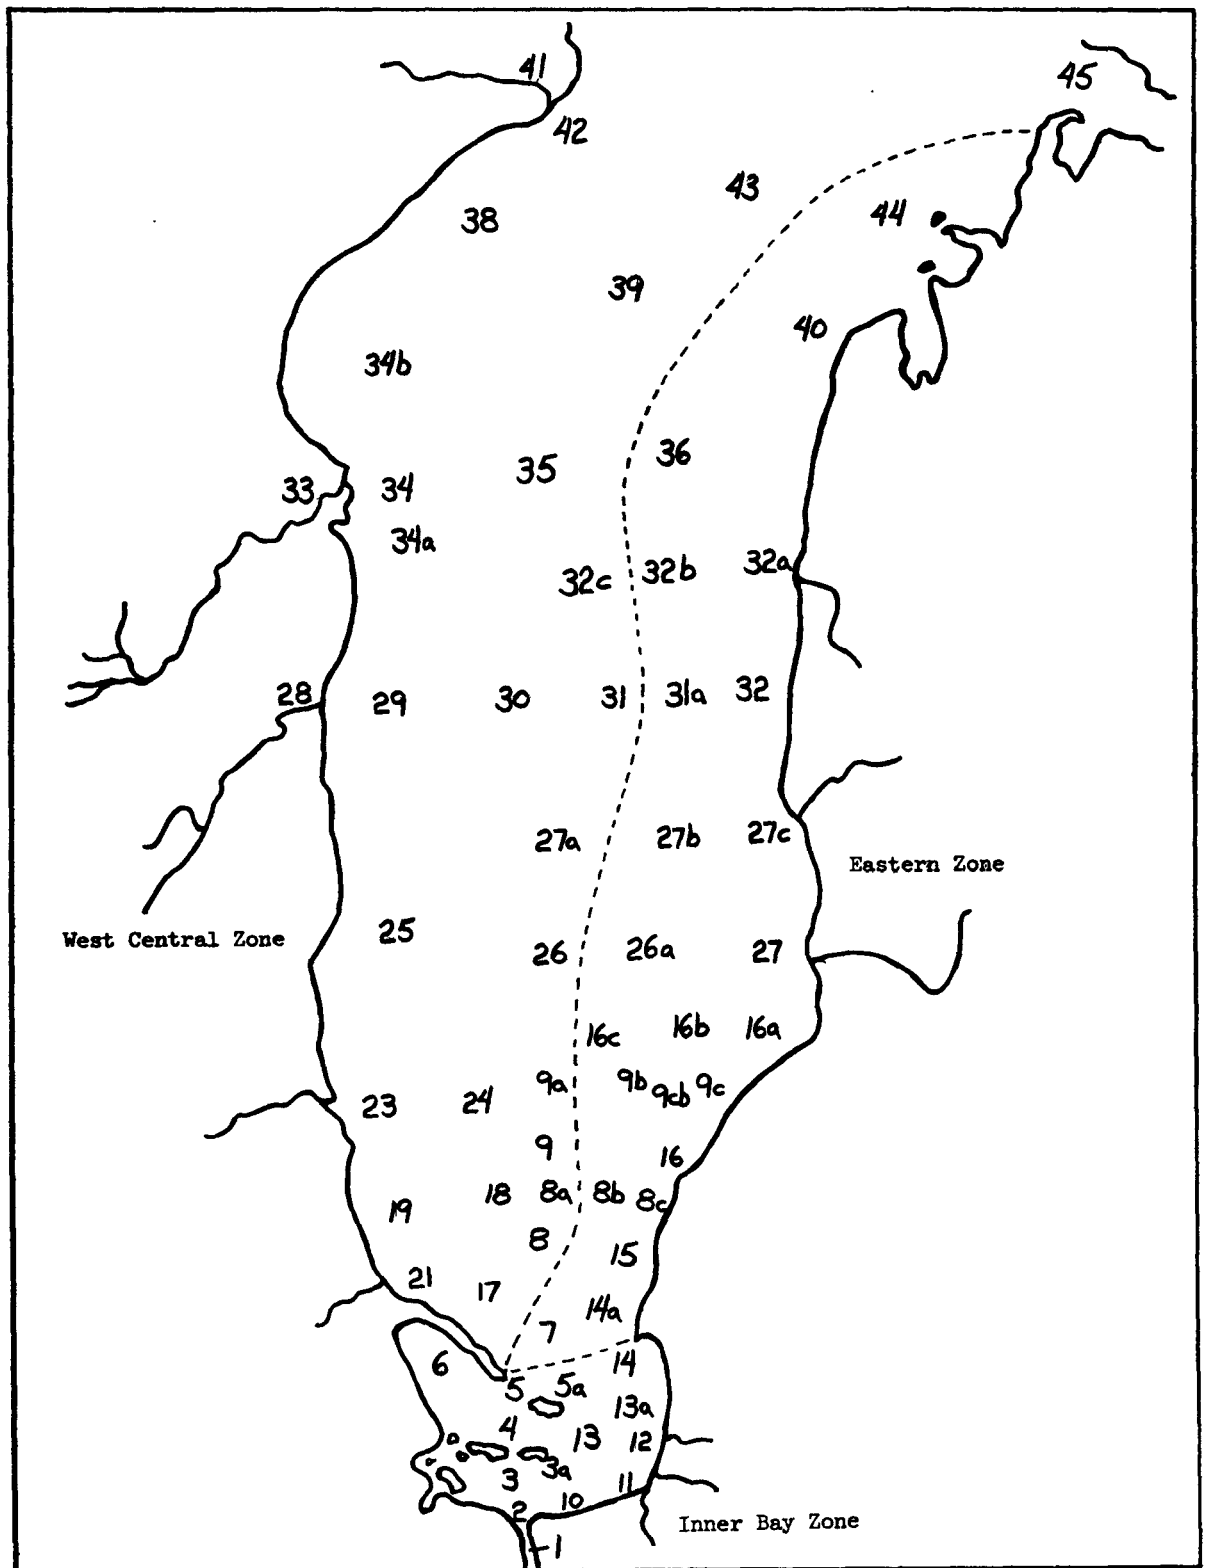 41
45
42
43
38
44
39
40
34b
36
35
33 34
34a
32c 32b 32a
28 29 30 31 31a 32
27a 27b 27c
Eastern Zone
West Central Zone
25 26 26a 27
16c 16b 16a
9a 9b 9cb 9c
23 24
9 16
18 8a 8b 8c
19
8
15
21
17
14a
7
6 14
5 5a
13a
4
13 12
3 3a 11
2 10
Inner Bay Zone
1